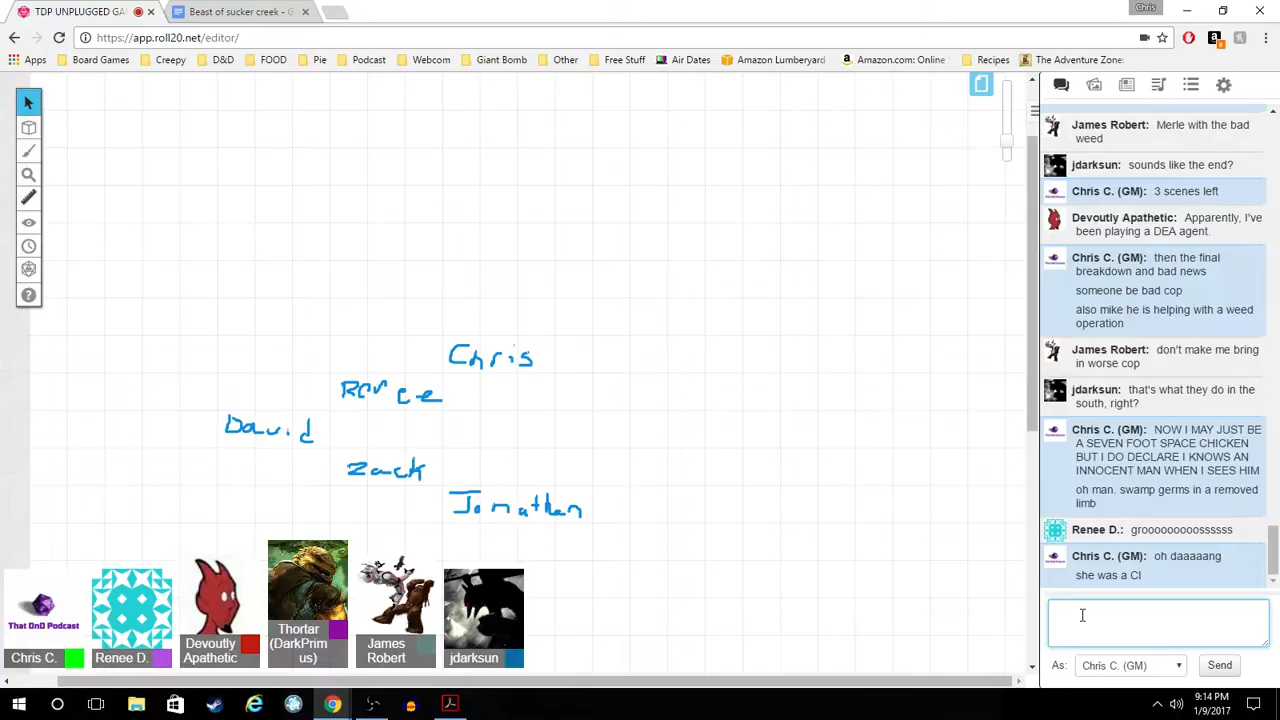 TDP UNPLUGGED GA
Beast of sucker creek - G
Chris
https://app.roll20.net/editor/
Apps
Board Games
Creepy
D&D
FOOD
Pie
Podcast
Webcom
Giant Bomb
Other
Free Stuff
Air Dates
Amazon Lumberyard
Amazon.com: Online
Recipes
The Adventure Zone:
James Robert: Merle with the bad
weed
jdarksun: sounds like the end?
Chris C. (GM): 3 scenes left
Devoutly Apathetic: Apparently, I've
been playing a DEA agent.
Chris C. (GM): then the final
breakdown and bad news
someone be bad cop
also mike he is helping with a weed
operation
James Robert: don't make me bring
in worse cop
jdarksun: that's what they do in the
south, right?
Chris C. (GM): NOW I MAY JUST BE
A SEVEN FOOT SPACE CHICKEN
BUT I DO DECLARE I KNOWS AN
INNOCENT MAN WHEN I SEES HIM
oh man. swamp germs in a removed
limb
Renee D.: grooooooooossssss
Chris C. (GM): oh daaaaang
she was a CI
As: Chris C. (GM) Send
Chris
Renee
David
Zack
Jonathan
That DnD Podcast
Chris C.
Renee D.
Devoutly
Apathetic
Thortar
(DarkPrim
us)
James
Robert
jdarksun
9:14 PM
1/9/2017